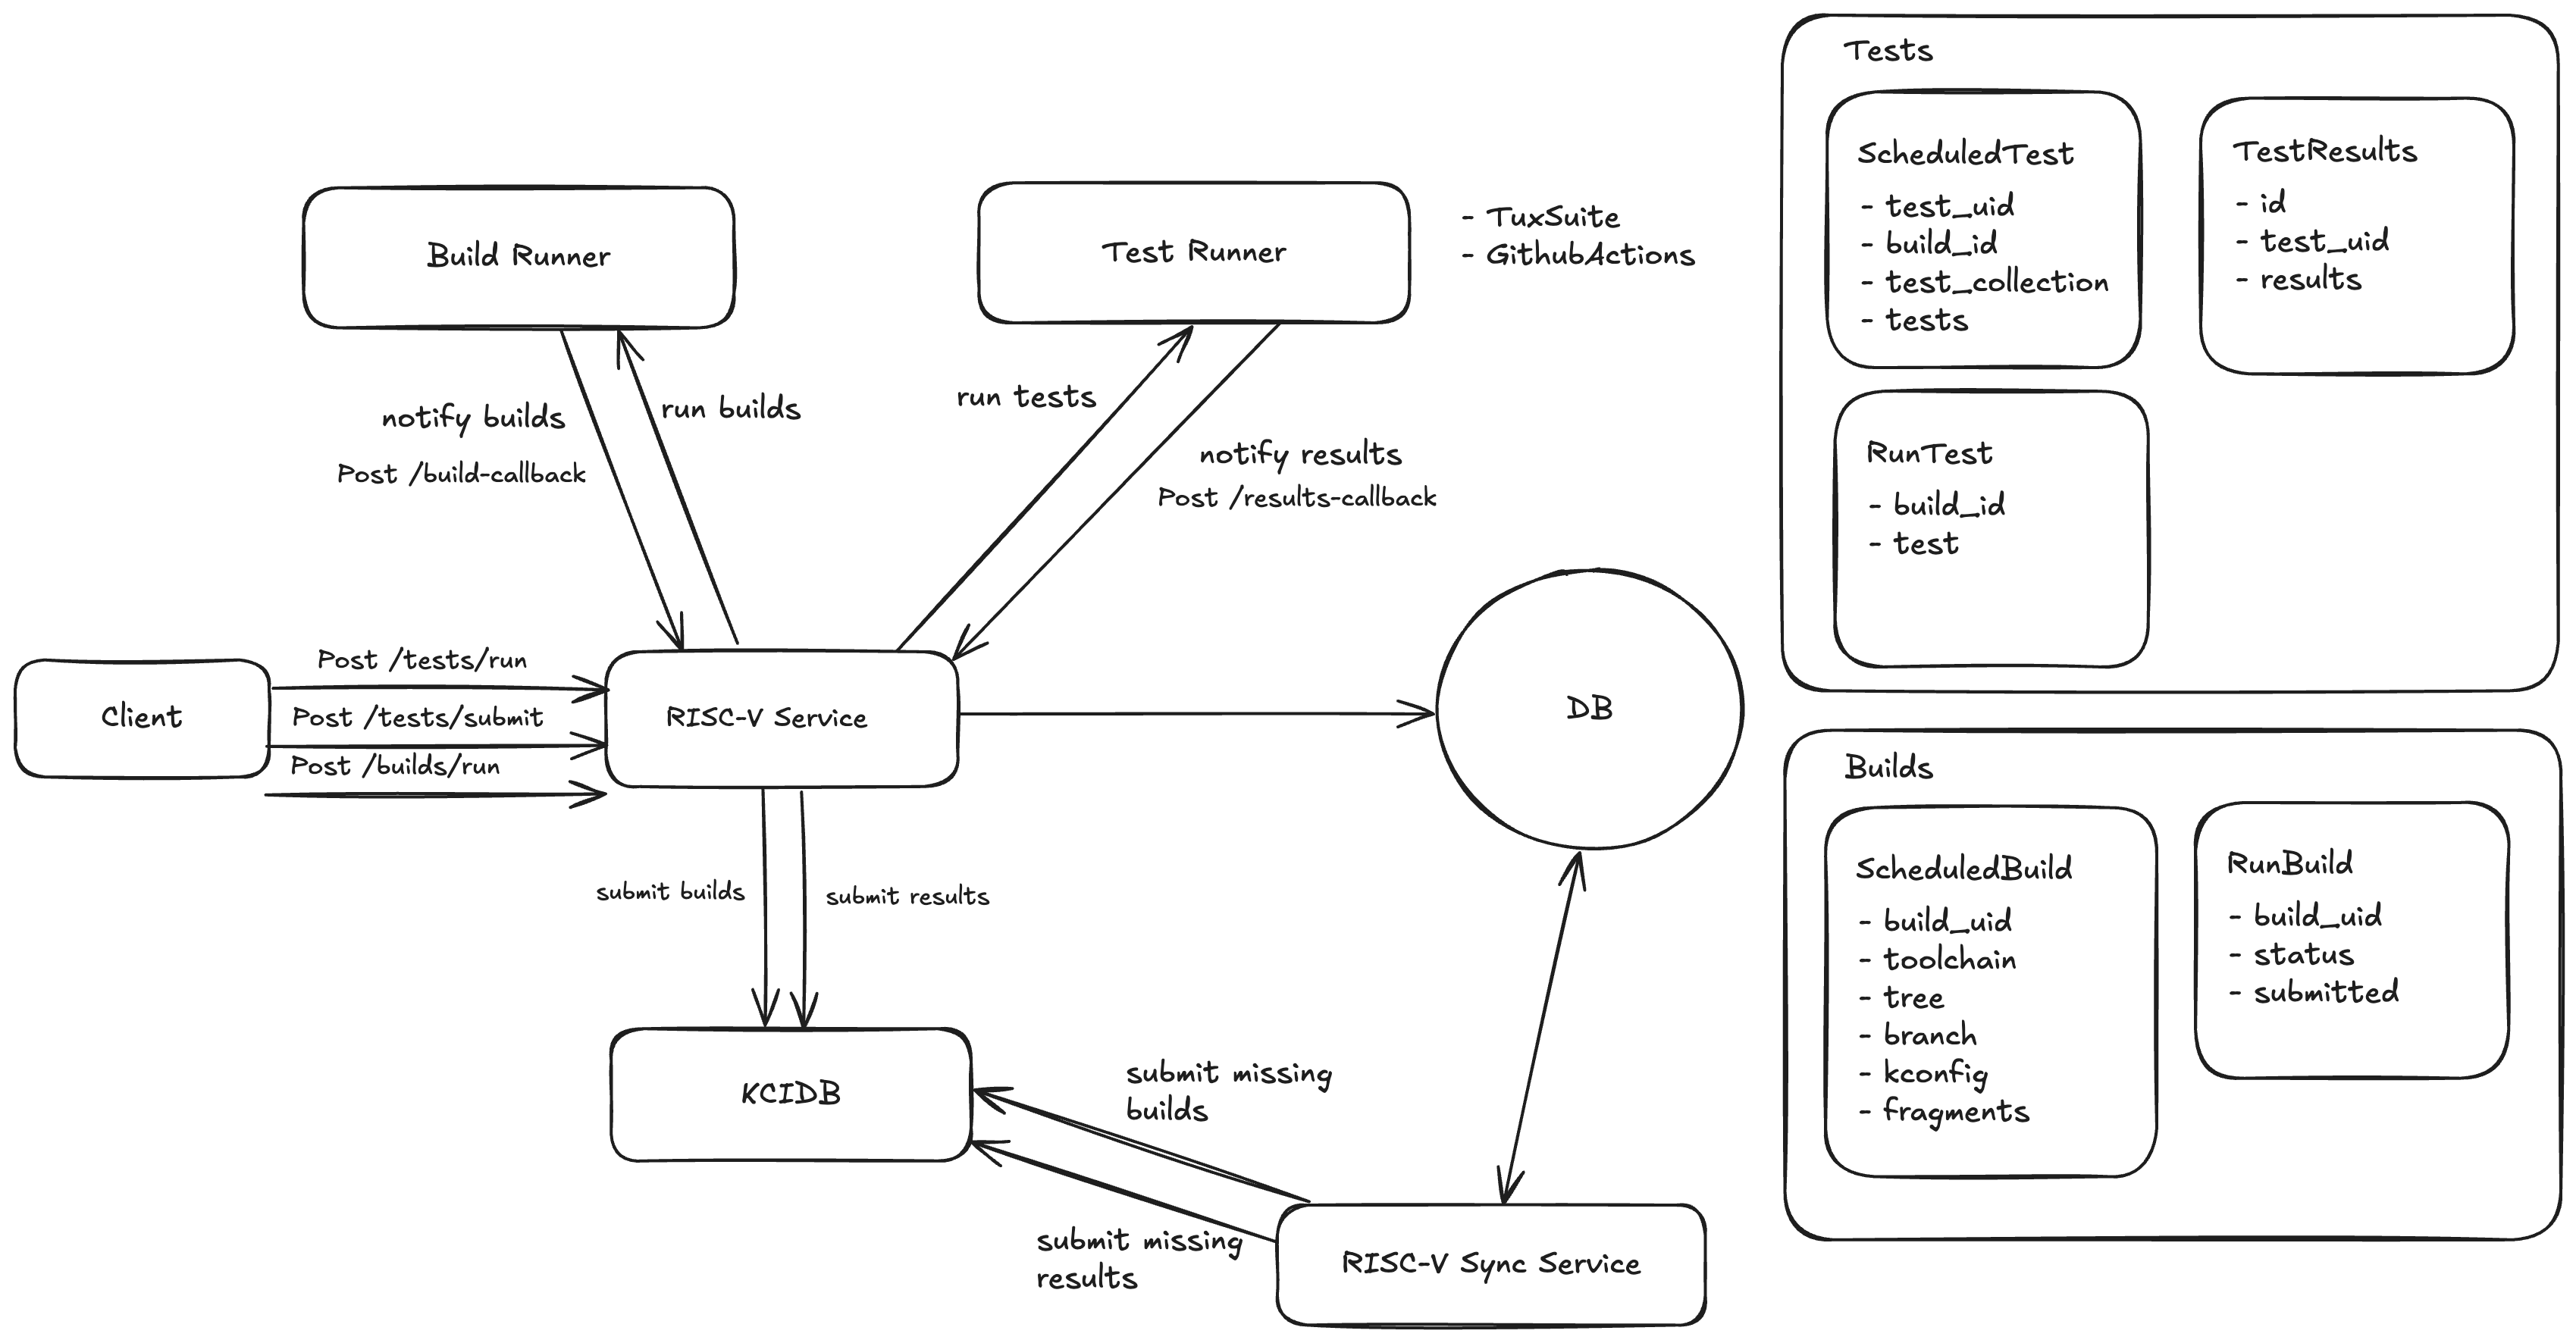 Build Runner
Test Runner
- TuxSuite
- GithubActions
notify builds
Post /build-callback
run builds
run tests
notify results
Post /results-callback
Client
Post /tests/run
Post /tests/submit
Post /builds/run
RISC-V Service
DB
submit builds
submit results
KCIDB
submit missing
builds
submit missing
results
RISC-V Sync Service
Tests
ScheduledTest
- test_uid
- build_id
- test_collection
- tests
TestResults
- id
- test_uid
- results
RunTest
- build_id
- test
Builds
ScheduledBuild
- build_uid
- toolchain
- tree
- branch
- kconfig
- fragments
RunBuild
- build_uid
- status
- submitted